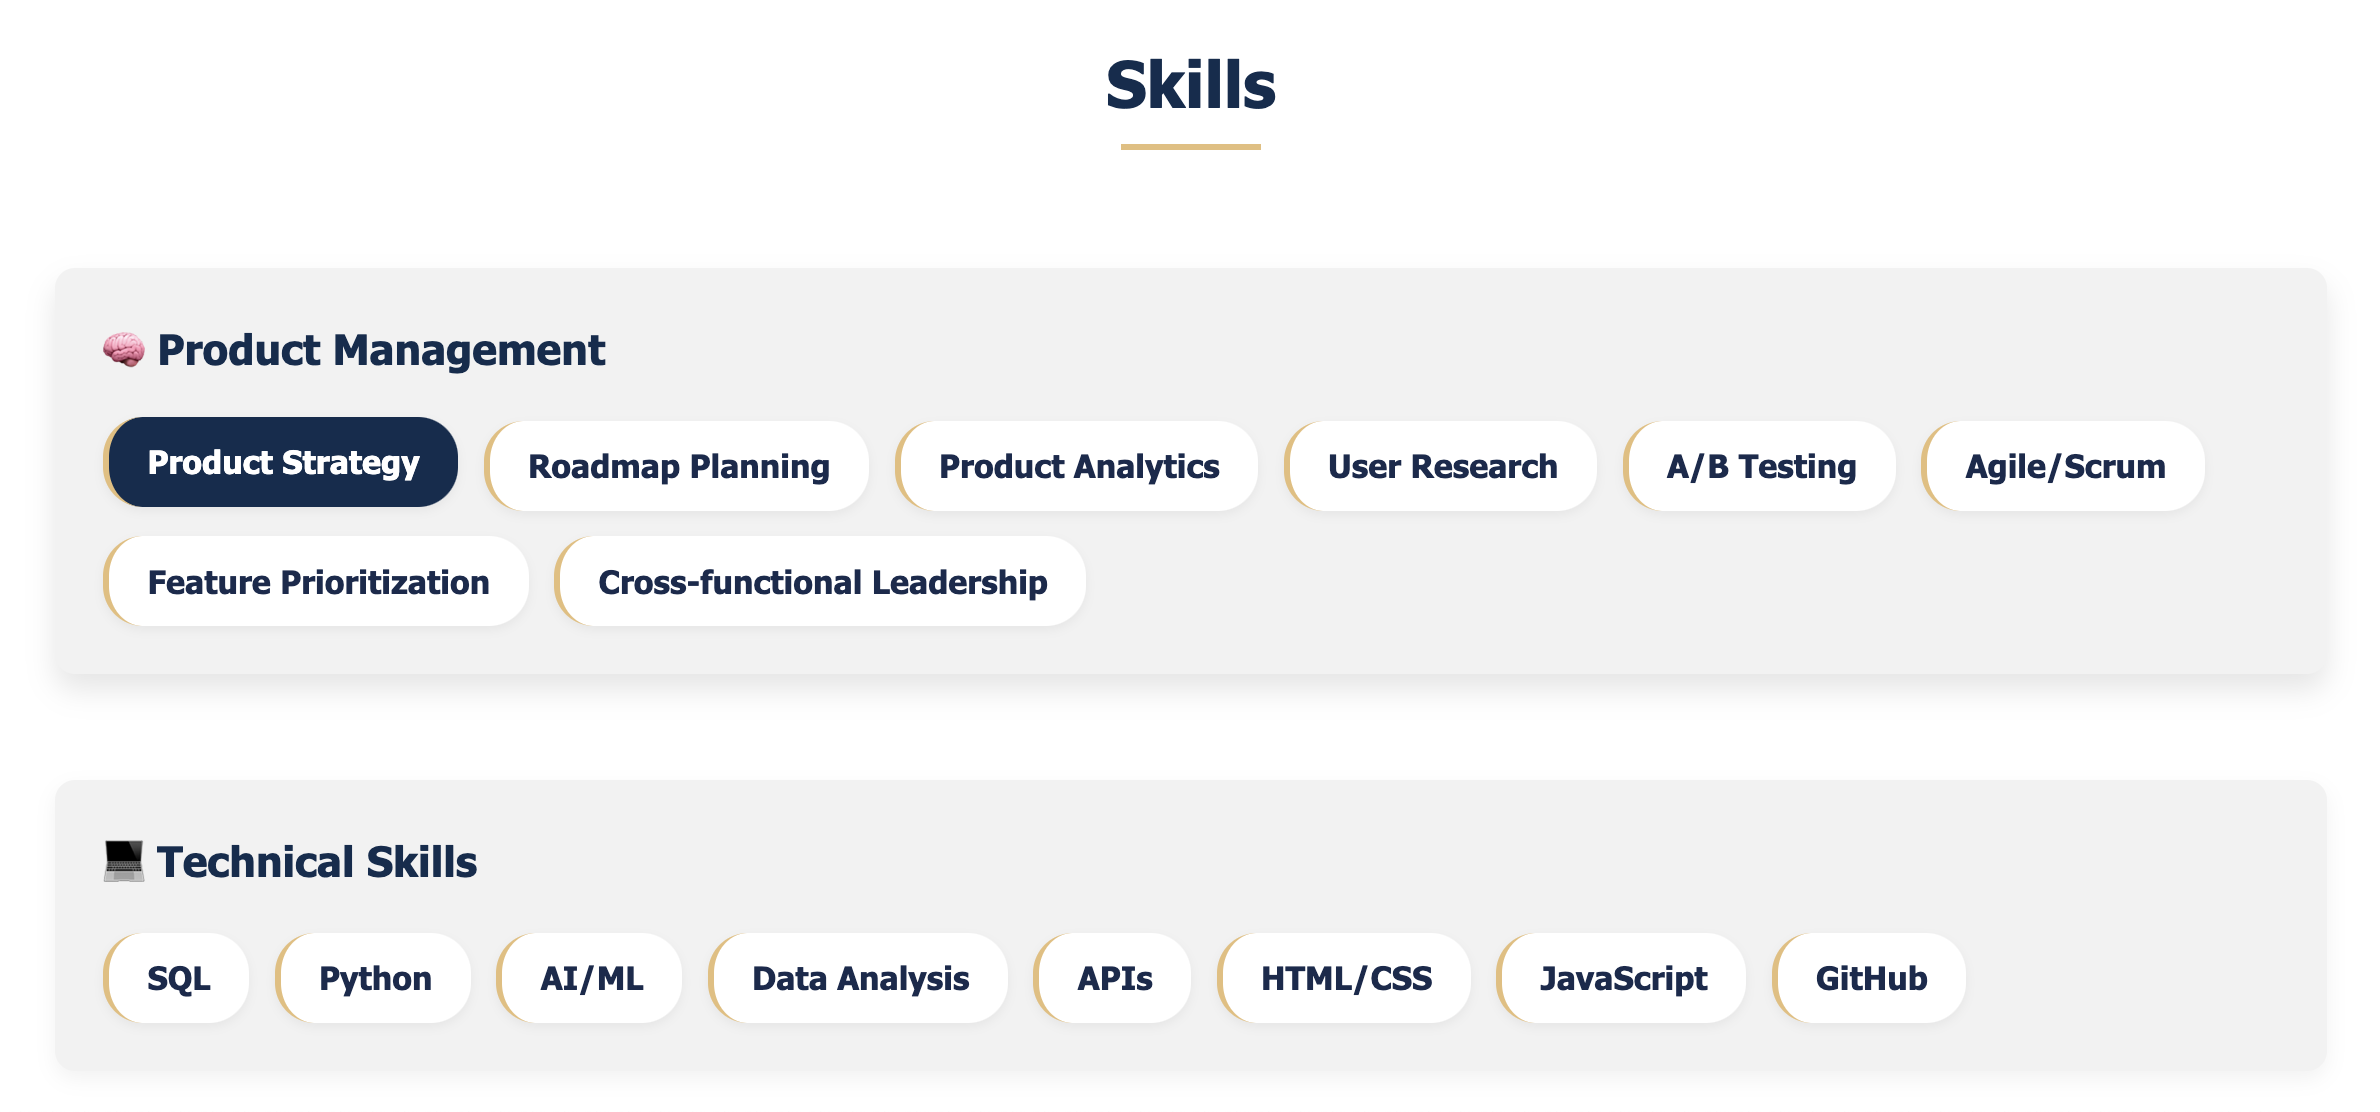 Skills
Product Management
Product Strategy
Roadmap Planning
Product Analytics
User Research
A/B Testing
Agile/Scrum
Feature Prioritization
Cross-functional Leadership
Technical Skills
SQL
Python
AI/ML
Data Analysis
APIs
HTML/CSS
JavaScript
GitHub